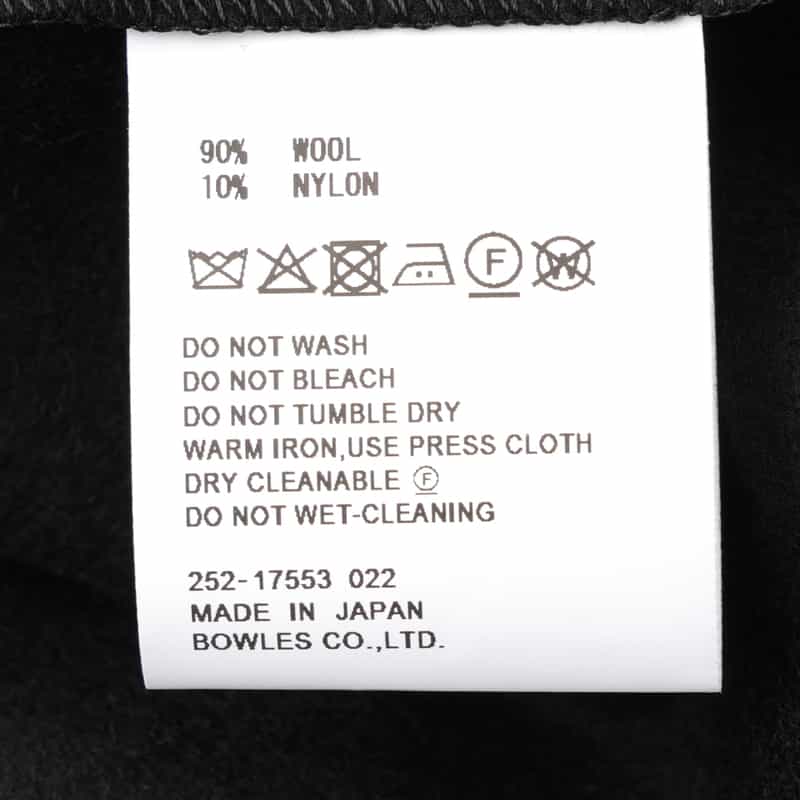 90% WOOL
10% NYLON
F W
DO NOT WASH
DO NOT BLEACH
DO NOT TUMBLE DRY
WARM IRON,USE PRESS CLOTH
DRY CLEANABLE Ⓕ
DO NOT WET-CLEANING
252-17553 022
MADE IN JAPAN
BOWLES CO.,LTD.